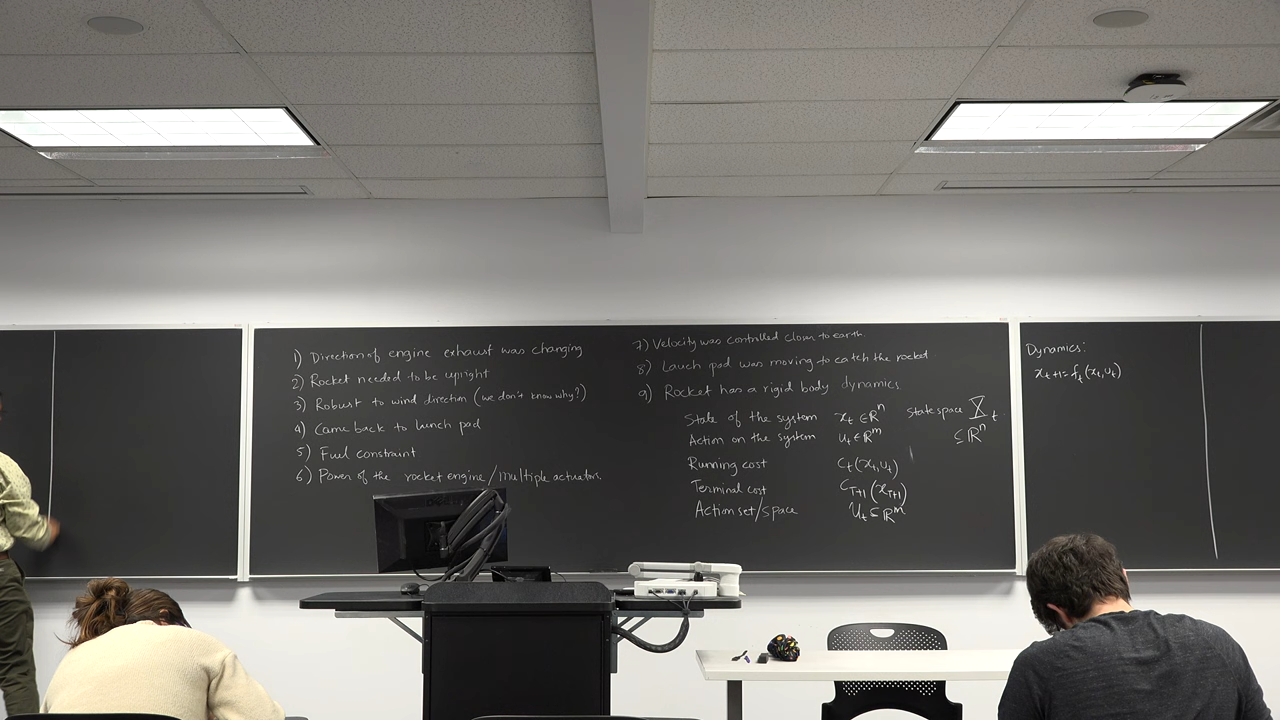 1) Direction of engine exhaust was changing
2) Rocket needed to be upright
3) Robust to wind direction (we don't know why?)
4) Came back to lunch pad
5) Fuel constraint
6) Power of the rocket engine/multiple actuators.
7) Velocity was controlled closer to earth.
8) Lauch pad was moving to catch the rocket
9) Rocket has a rigid body dynamics
State of the system x_t ∈ ℝ^n State space X_t ⊆ ℝ^n
Action on the system u_t ∈ ℝ^m
Running cost C_t(x_t, u_t)
Terminal cost C_{T+1}(x_{T+1})
Action set/space U_t ⊆ ℝ^m
Dynamics:
x_{t+1} = f_t(x_t, u_t)